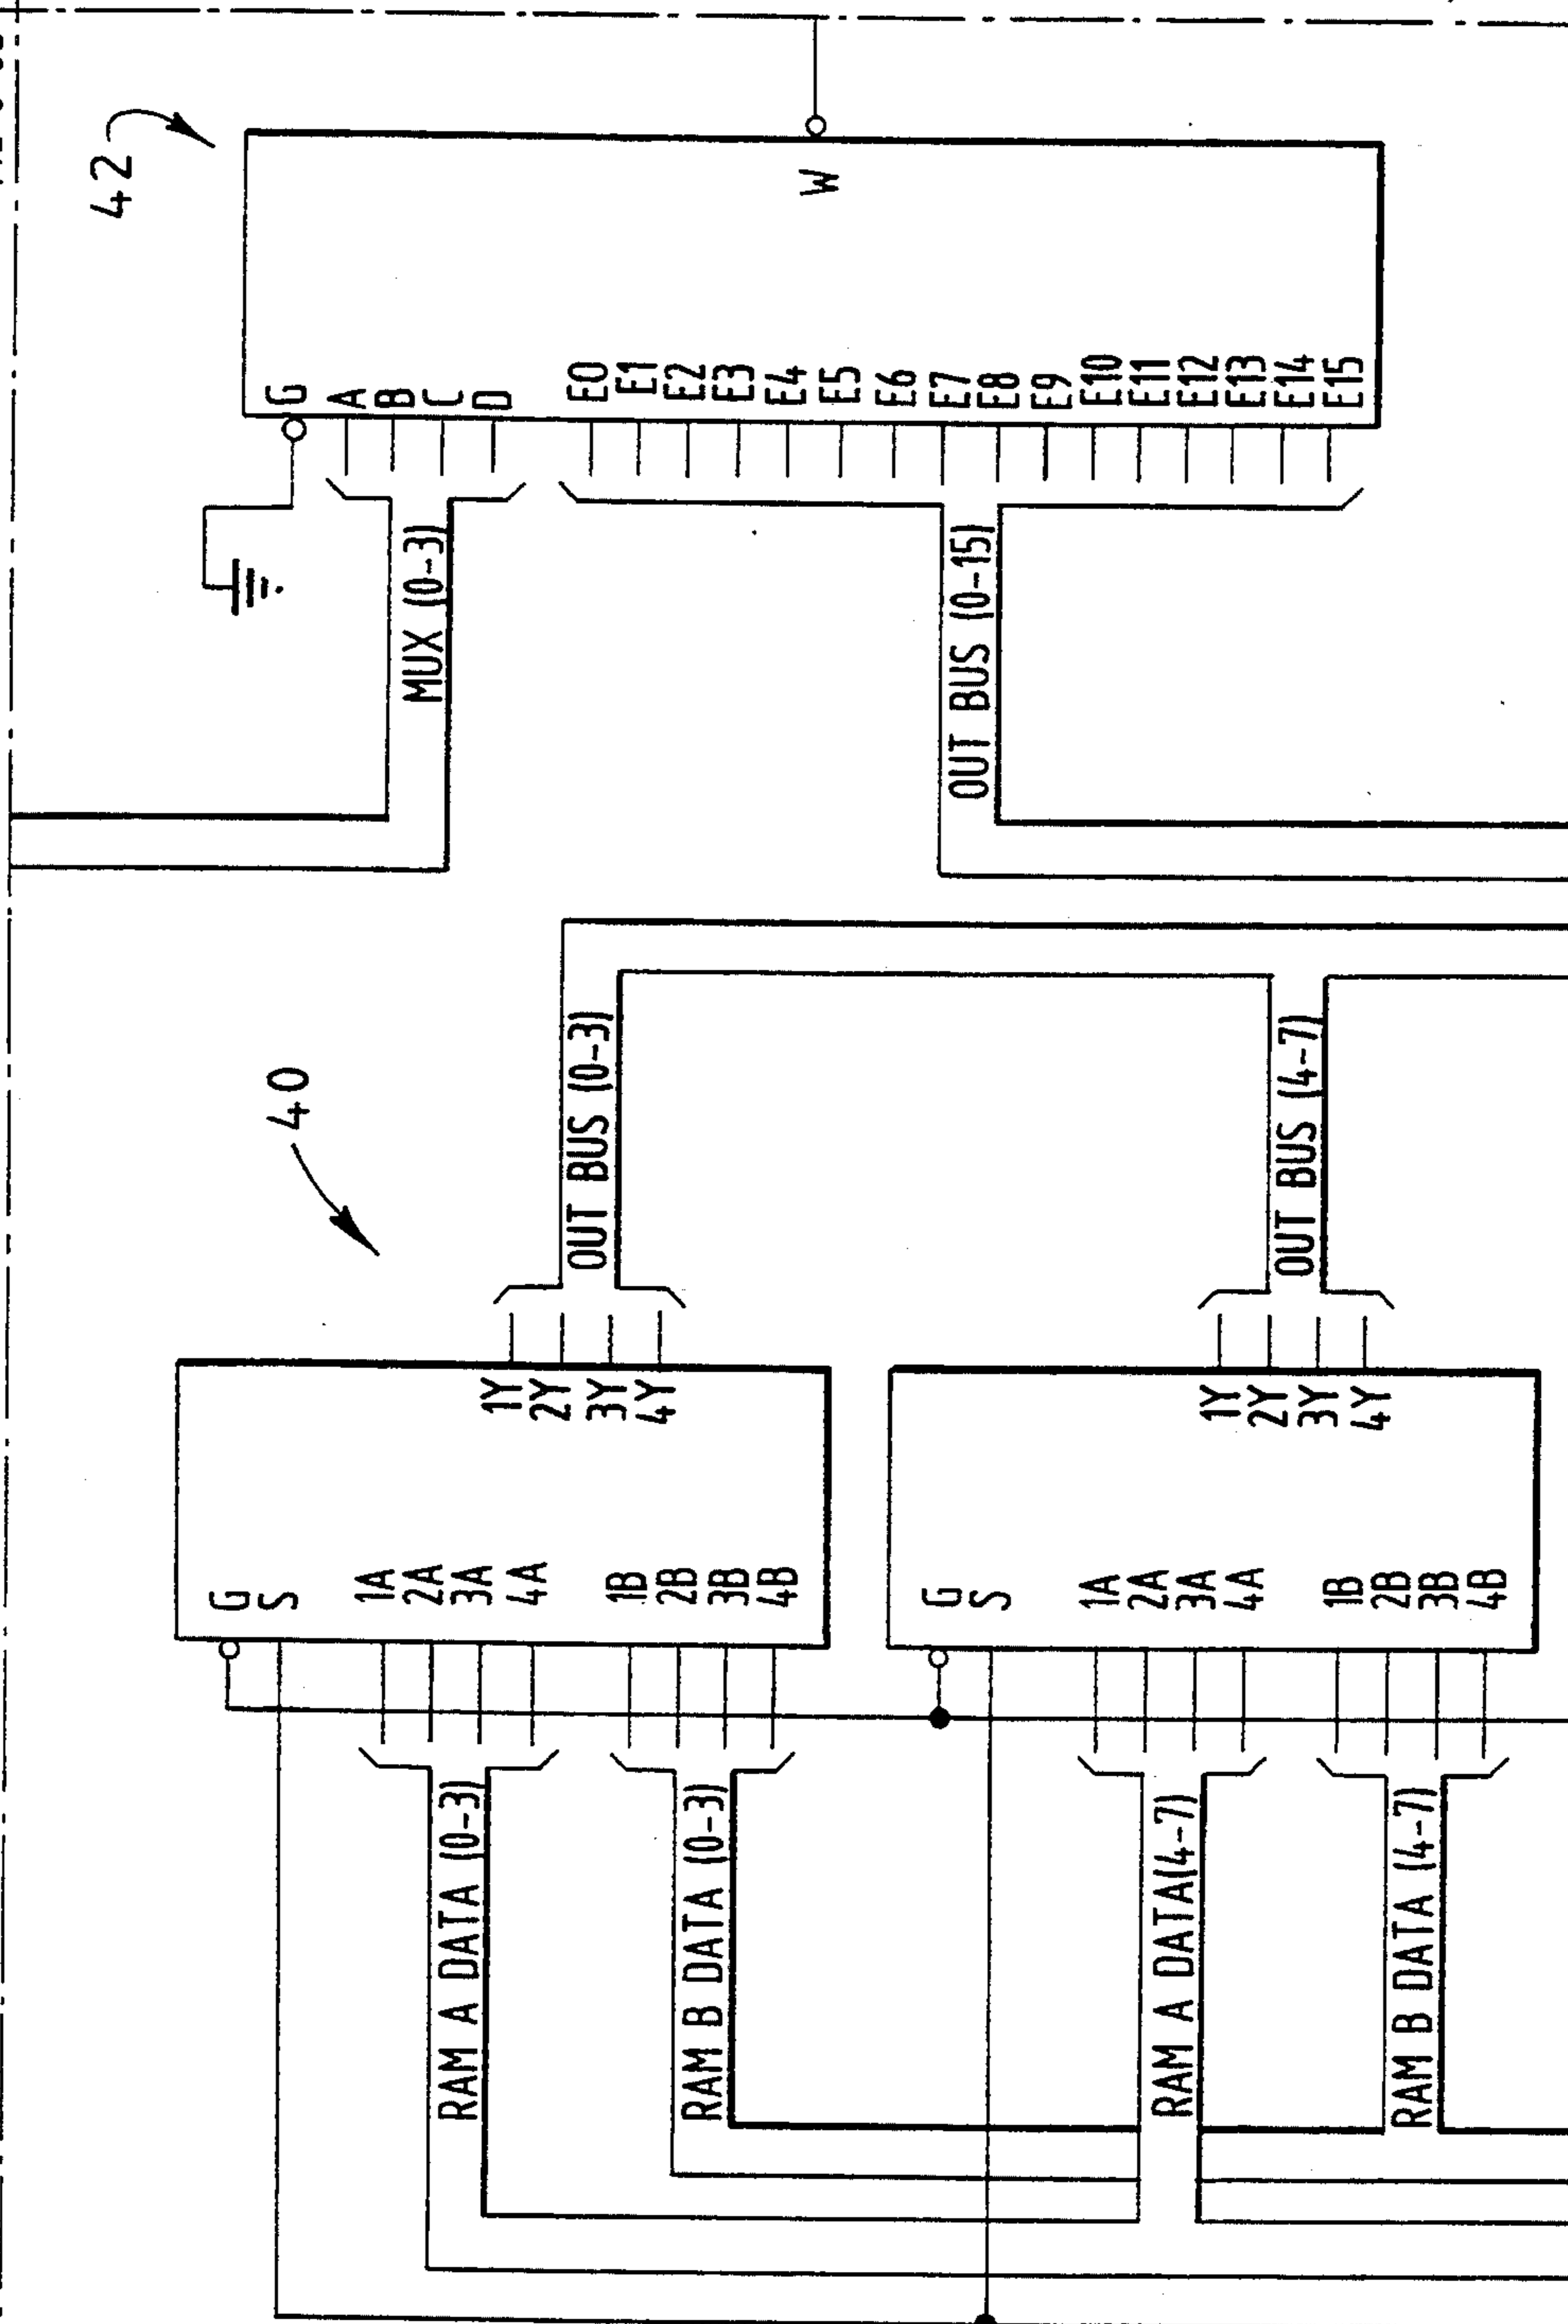 42
W
G
A
B
C
D
E0
E1
E2
E3
E4
E5
E6
E7
E8
E9
E10
E11
E12
E13
E14
E15
MUX (0-3)
OUT BUS (0-15)
40
OUT BUS (0-3)
OUT BUS (4-7)
1Y
2Y
3Y
4Y
G
S
1A
2A
3A
4A
1B
2B
3B
4B
1Y
2Y
3Y
4Y
G
S
1A
2A
3A
4A
1B
2B
3B
4B
RAM A DATA (0-3)
RAM B DATA (0-3)
RAM A DATA(4-7)
RAM B DATA (4-7)